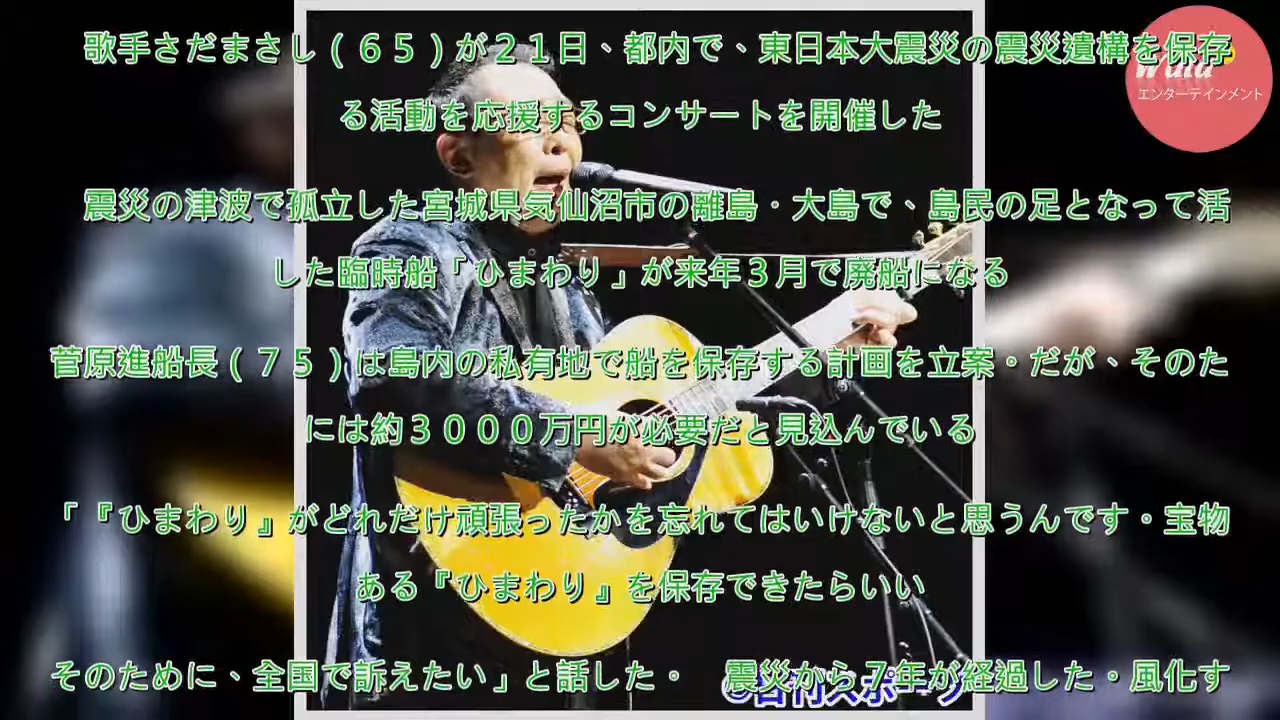 歌手さだまさし(65)が21日、都内で、東日本大震災の震災遺構を保存
る活動を応援するコンサートを開催した
震災の津波で孤立した宮城県気仙沼市の離島・大島で、島民の足となって活
した臨時船「ひまわり」が来年3月で廃船になる
菅原進船長(75)は島内の私有地で船を保存する計画を立案・だが、そのた
には約3000万円が必要だと見込んでいる
「『ひまわり』がどれだけ頑張ったかを忘れてはいけないと思うんです・宝物
ある『ひまわり』を保存できたらいい
そのために、全国で訴えたい」と話した。 震災から7年が経過した・風化す
エンターテインメント
©日刊スポーツ